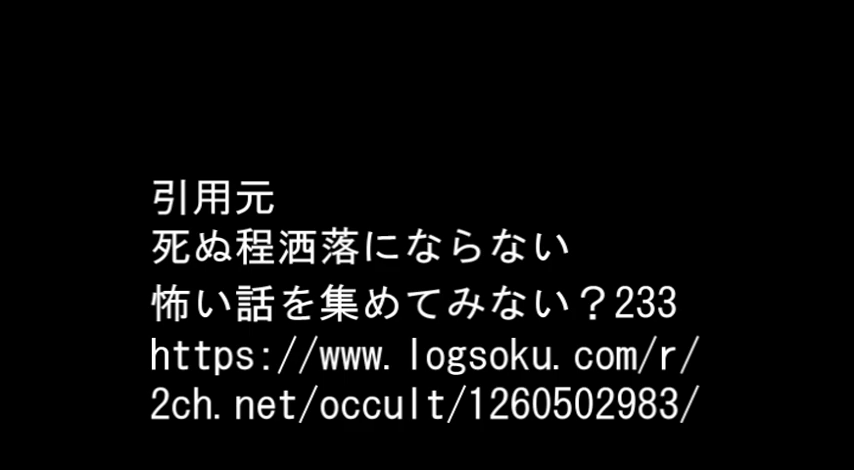 引用元
死ぬ程洒落にならない
怖い話を集めてみない？233
https://www.logsoku.com/r/
2ch.net/occult/1260502983/